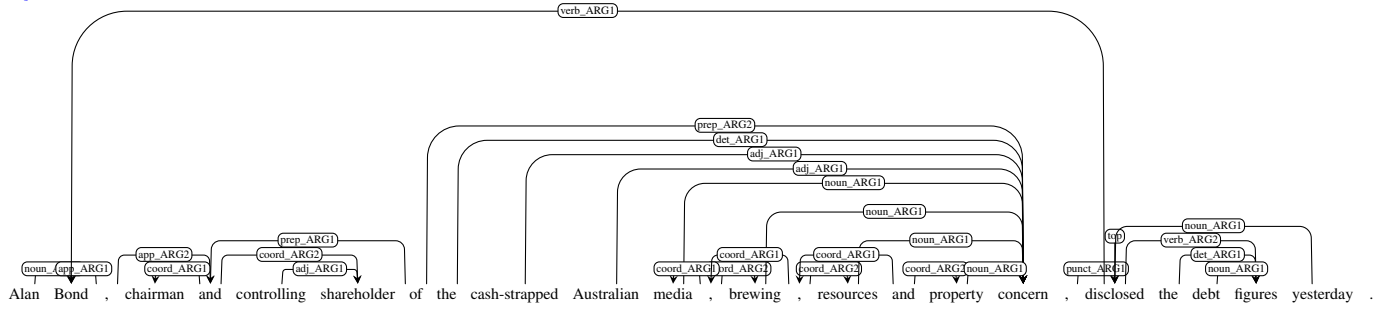 verb_ARG1
prep_ARG2
det_ARG1
adj_ARG1
adj_ARG1
noun_ARG1
noun_ARG1
noun_ARG1
top
prep_ARG1 noun_ARG1 verb_ARG2
app_ARG2 coord_ARG2 coord_ARG1 coord_ARG1 det_ARG1
app_ARG1 coord_ARG1 adj_ARG1 coord_ARG1 coord_ARG2 coord_ARG2 noun_ARG1 punct_ARG1 noun_ARG1
Alan Bond , chairman and controlling shareholder of the cash-strapped Australian media , brewing , resources and property concern , disclosed the debt figures yesterday .